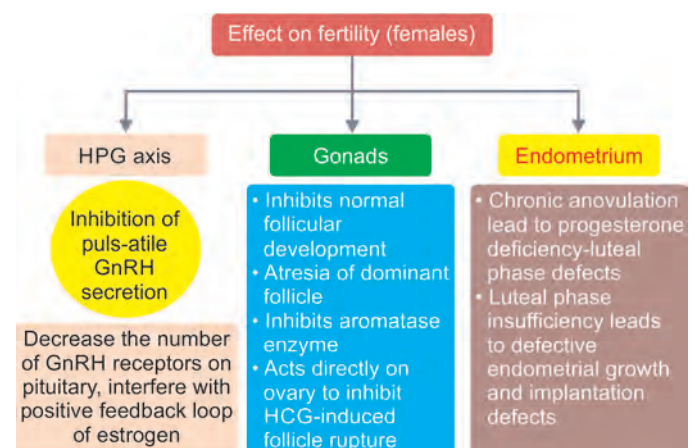 Effect on fertility (females)
HPG axis
Inhibition of
puls-atile
GnRH
secretion
Decrease the number
of GnRH receptors on
pituitary, interfere with
positive feedback loop
of estrogen
Gonads
• Inhibits normal
follicular
development
• Atresia of dominant
follicle
• Inhibits aromatase
enzyme
• Acts directly on
ovary to inhibit
HCG-induced
follicle rupture
Endometrium
• Chronic anovulation
lead to progesterone
deficiency-luteal
phase defects
• Luteal phase
insufficiency leads
to defective
endometrial growth
and implantation
defects